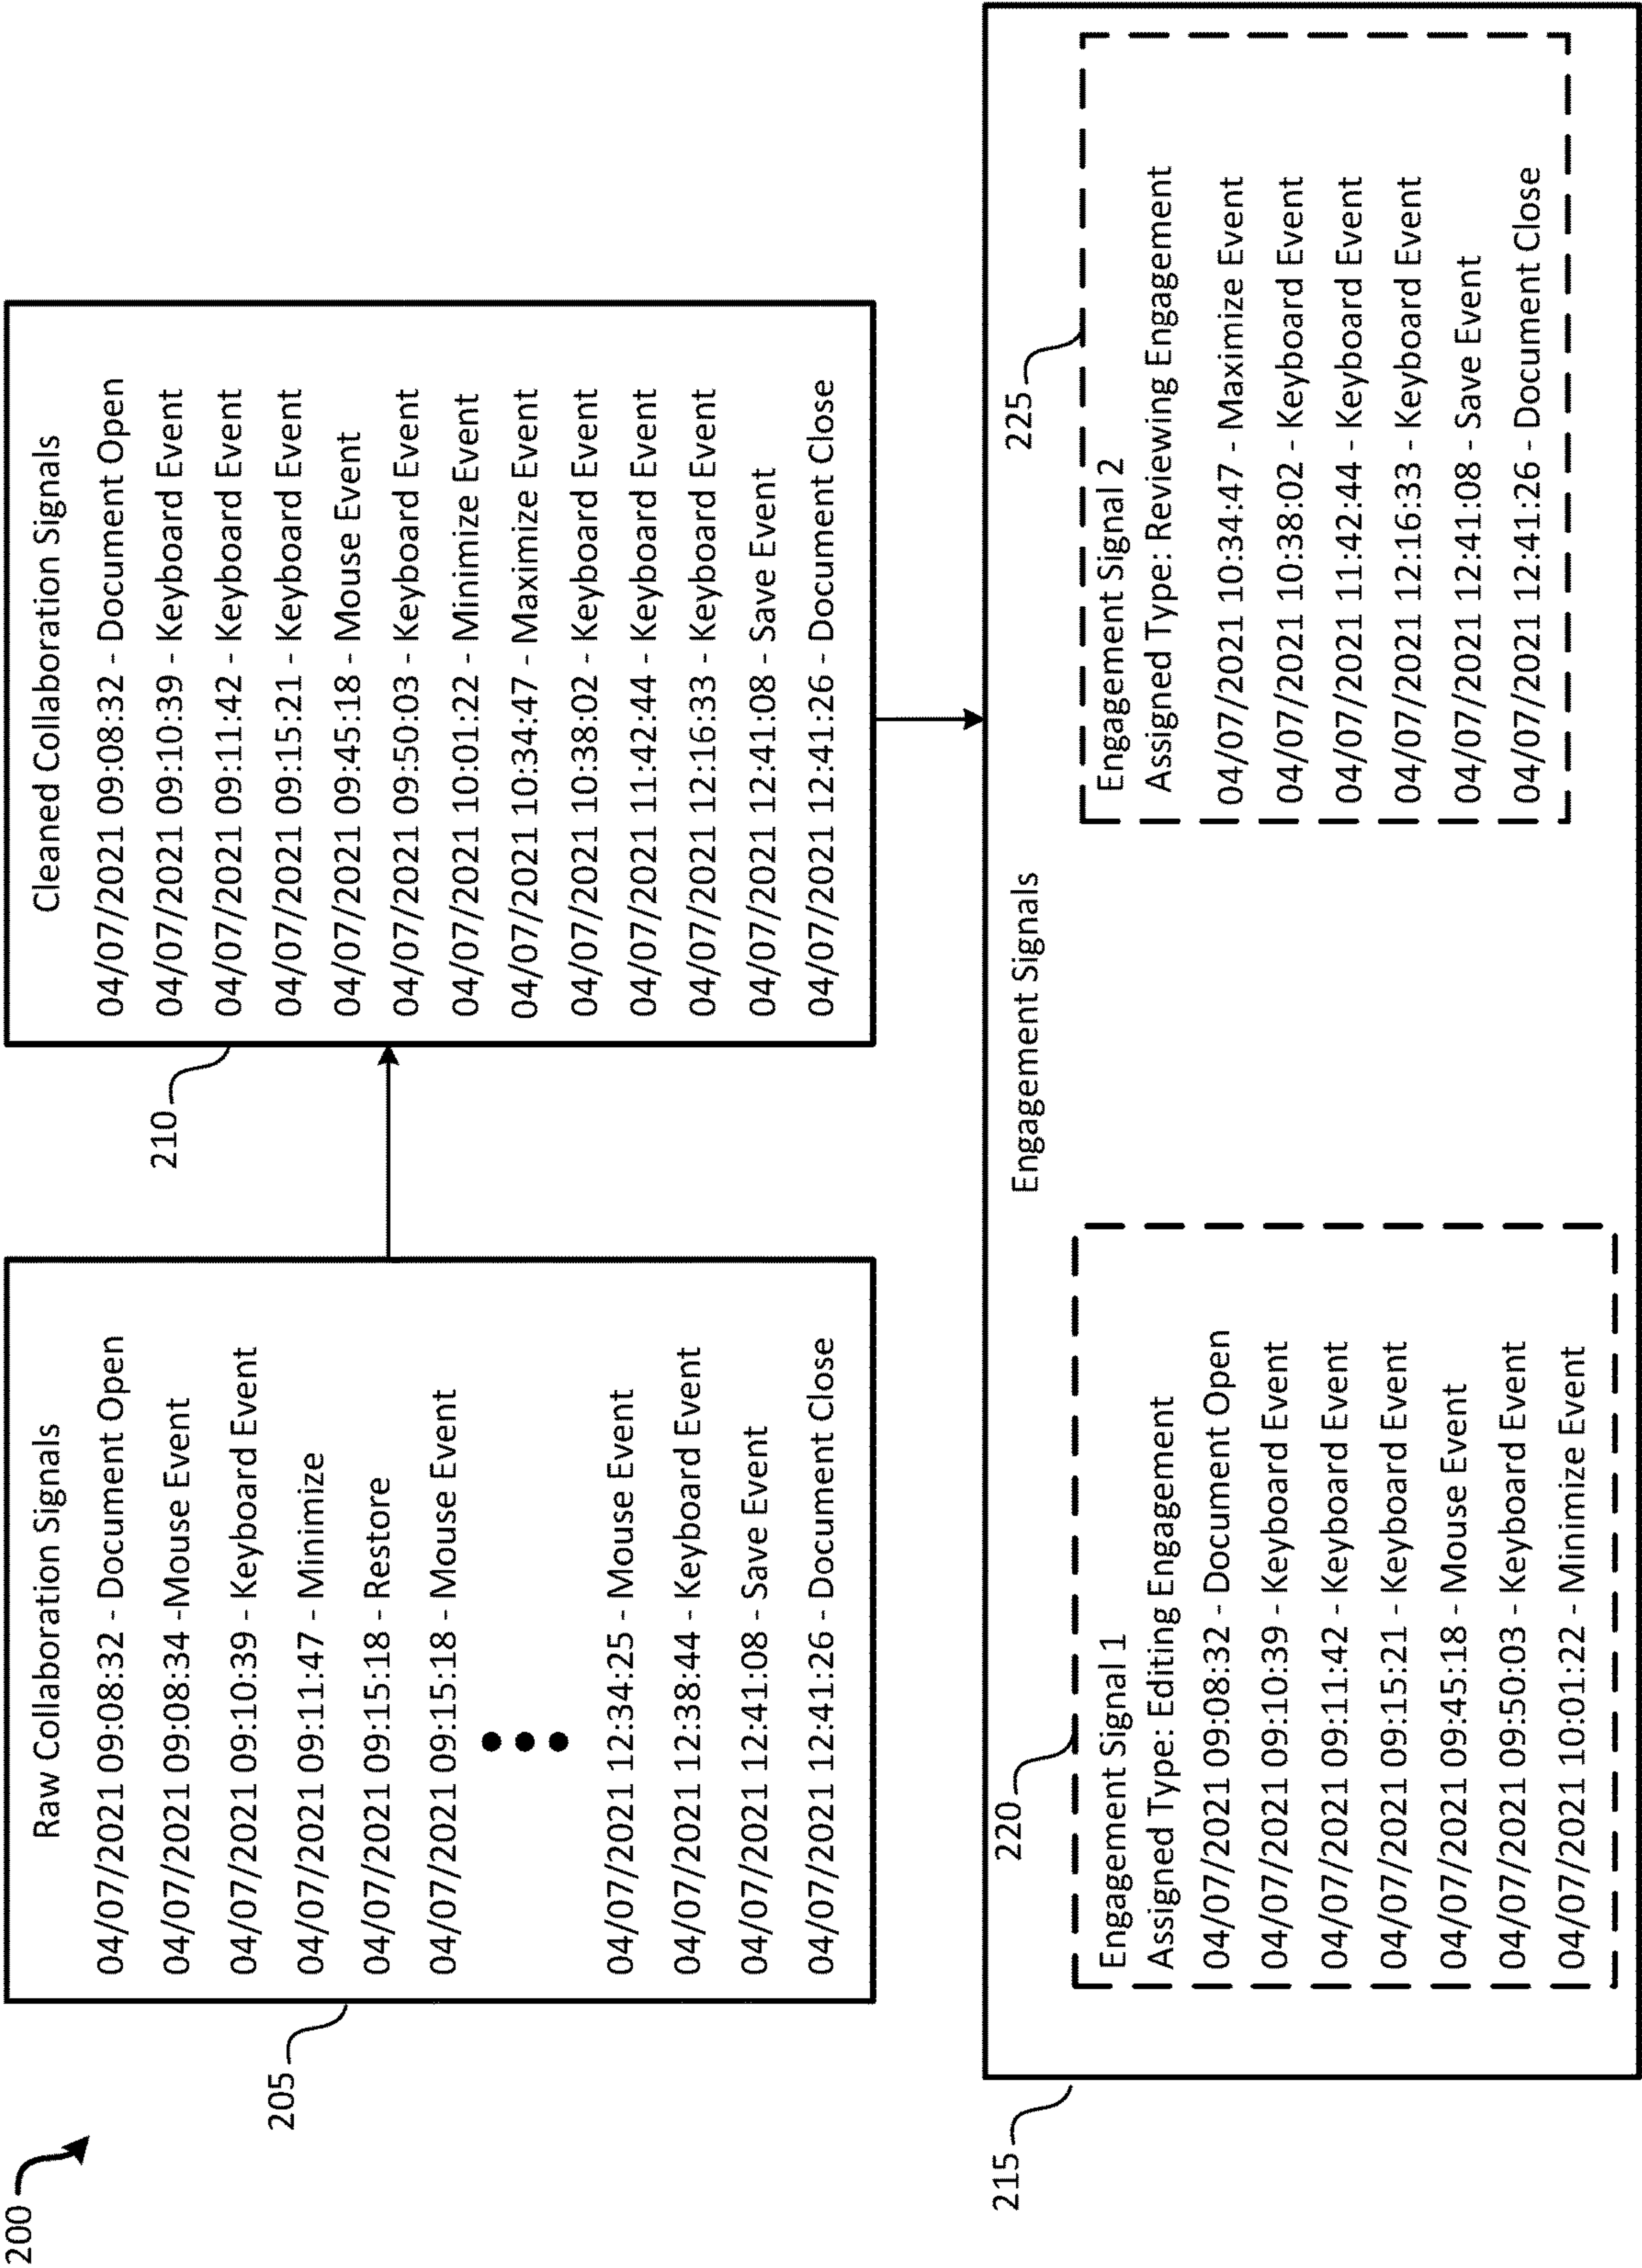 200
205
Raw Collaboration Signals
04/07/2021 09:08:32 - Document Open
04/07/2021 09:08:34 -Mouse Event
04/07/2021 09:10:39 - Keyboard Event
04/07/2021 09:11:47 - Minimize
04/07/2021 09:15:18 - Restore
04/07/2021 09:15:18 - Mouse Event
04/07/2021 12:34:25 - Mouse Event
04/07/2021 12:38:44 - Keyboard Event
04/07/2021 12:41:08 - Save Event
04/07/2021 12:41:26 - Document Close
210
Cleaned Collaboration Signals
04/07/2021 09:08:32 - Document Open
04/07/2021 09:10:39 - Keyboard Event
04/07/2021 09:11:42 - Keyboard Event
04/07/2021 09:15:21 - Keyboard Event
04/07/2021 09:45:18 - Mouse Event
04/07/2021 09:50:03 - Keyboard Event
04/07/2021 10:01:22 - Minimize Event
04/07/2021 10:34:47 - Maximize Event
04/07/2021 10:38:02 - Keyboard Event
04/07/2021 11:42:44 - Keyboard Event
04/07/2021 12:16:33 - Keyboard Event
04/07/2021 12:41:08 - Save Event
04/07/2021 12:41:26 - Document Close
215
Engagement Signals
220
Engagement Signal 1
Assigned Type: Editing Engagement
04/07/2021 09:08:32 - Document Open
04/07/2021 09:10:39 - Keyboard Event
04/07/2021 09:11:42 - Keyboard Event
04/07/2021 09:15:21 - Keyboard Event
04/07/2021 09:45:18 - Mouse Event
04/07/2021 09:50:03 - Keyboard Event
04/07/2021 10:01:22 - Minimize Event
225
Engagement Signal 2
Assigned Type: Reviewing Engagement
04/07/2021 10:34:47 - Maximize Event
04/07/2021 10:38:02 - Keyboard Event
04/07/2021 11:42:44 - Keyboard Event
04/07/2021 12:16:33 - Keyboard Event
04/07/2021 12:41:08 - Save Event
04/07/2021 12:41:26 - Document Close